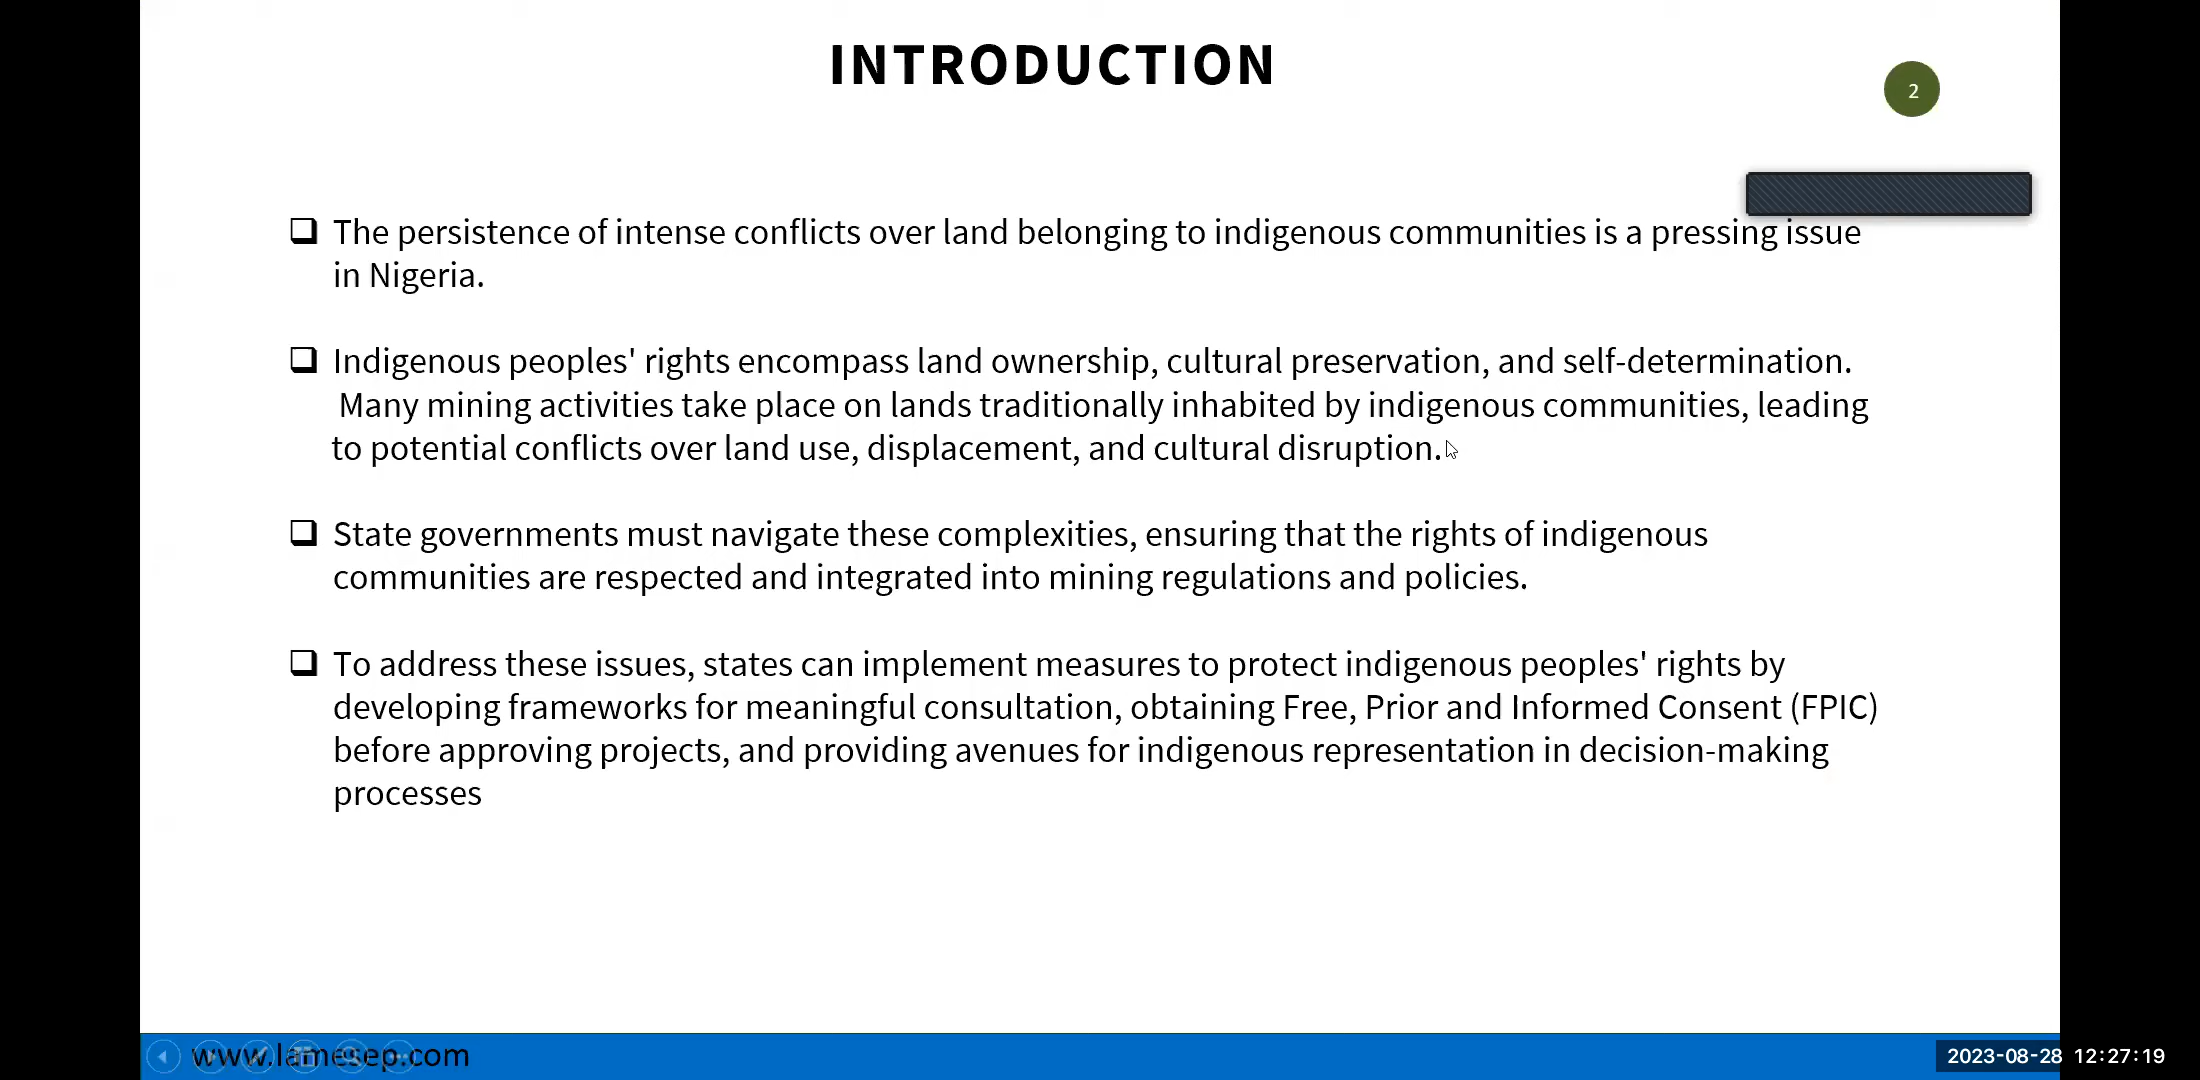 INTRODUCTION
2
The persistence of intense conflicts over land belonging to indigenous communities is a pressing issue
in Nigeria.
Indigenous peoples' rights encompass land ownership, cultural preservation, and self-determination.
Many mining activities take place on lands traditionally inhabited by indigenous communities, leading
to potential conflicts over land use, displacement, and cultural disruption.
State governments must navigate these complexities, ensuring that the rights of indigenous
communities are respected and integrated into mining regulations and policies.
To address these issues, states can implement measures to protect indigenous peoples' rights by
developing frameworks for meaningful consultation, obtaining Free, Prior and Informed Consent (FPIC)
before approving projects, and providing avenues for indigenous representation in decision-making
processes
www.lamesep.com
2023-08-28 12:27:19